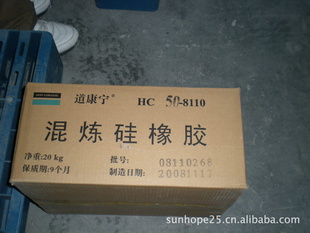 道康宁® HC 50-8110
混炼硅橡胶
净重:20 kg 批号: 08110268
保质期:9个月 制造日期: 20081117
sunhope25.cn.alibaba.com